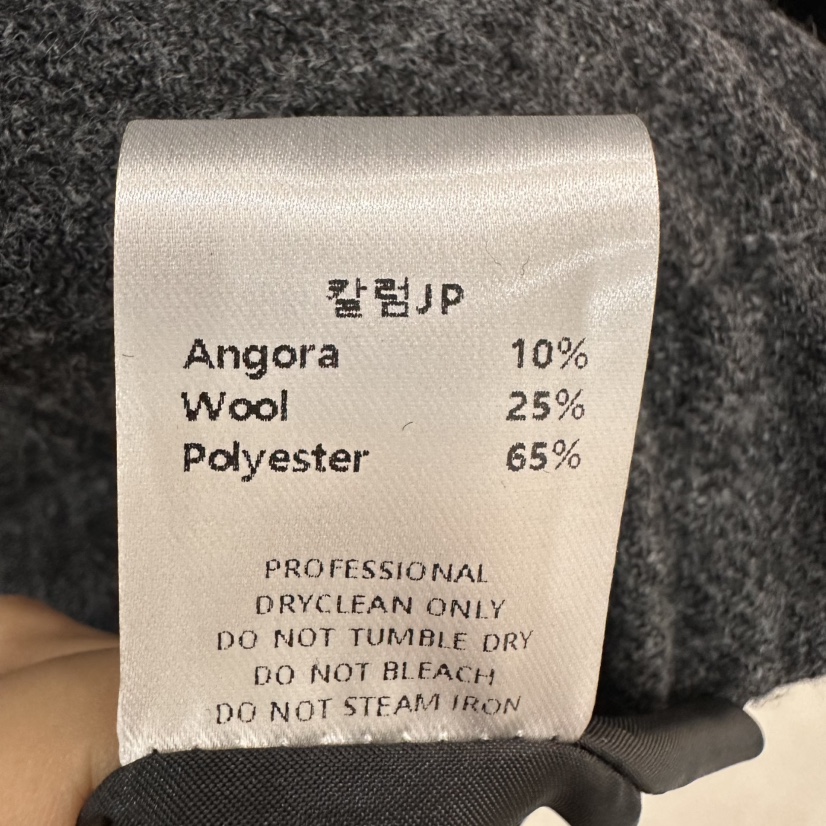 칼럼JP
Angora 10%
Wool 25%
Polyester 65%
PROFESSIONAL
DRYCLEAN ONLY
DO NOT TUMBLE DRY
DO NOT BLEACH
DO NOT STEAM IRON